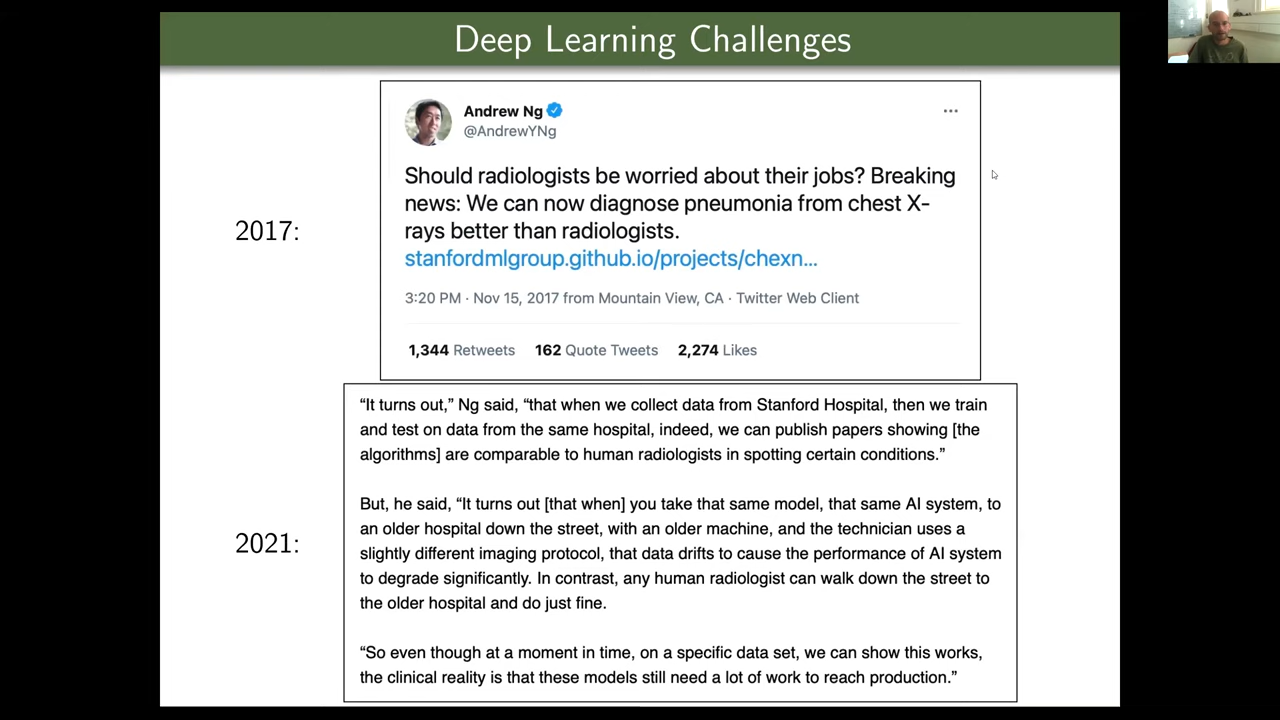 Deep Learning Challenges
2017:
Andrew Ng
@AndrewYNg
Should radiologists be worried about their jobs? Breaking
news: We can now diagnose pneumonia from chest X-
rays better than radiologists.
stanfordmlgroup.github.io/projects/chexn...
3:20 PM · Nov 15, 2017 from Mountain View, CA · Twitter Web Client
1,344 Retweets 162 Quote Tweets 2,274 Likes
2021:
“It turns out,” Ng said, “that when we collect data from Stanford Hospital, then we train
and test on data from the same hospital, indeed, we can publish papers showing [the
algorithms] are comparable to human radiologists in spotting certain conditions.”
But, he said, “It turns out [that when] you take that same model, that same AI system, to
an older hospital down the street, with an older machine, and the technician uses a
slightly different imaging protocol, that data drifts to cause the performance of AI system
to degrade significantly. In contrast, any human radiologist can walk down the street to
the older hospital and do just fine.
“So even though at a moment in time, on a specific data set, we can show this works,
the clinical reality is that these models still need a lot of work to reach production.”